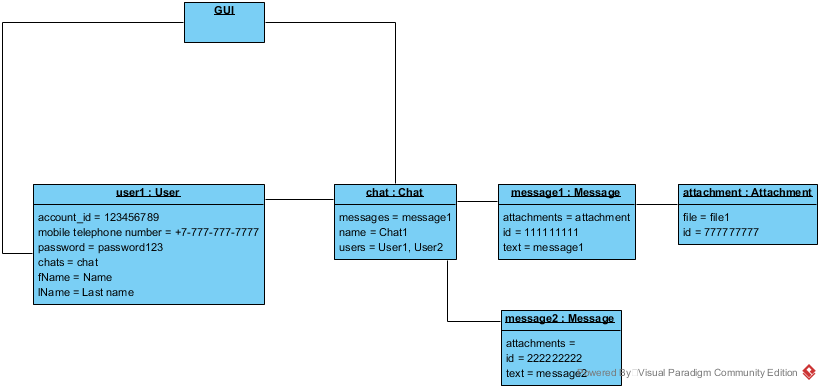 GUI
user1 : User
account_id = 123456789
mobile telephone number = +7-777-777-7777
password = password123
chats = chat
fName = Name
lName = Last name
chat : Chat
messages = message1
name = Chat1
users = User1, User2
message1 : Message
attachments = attachment
id = 111111111
text = message1
attachment : Attachment
file = file1
id = 777777777
message2 : Message
attachments =
id = 222222222
text = message2
Powered By Visual Paradigm Community Edition